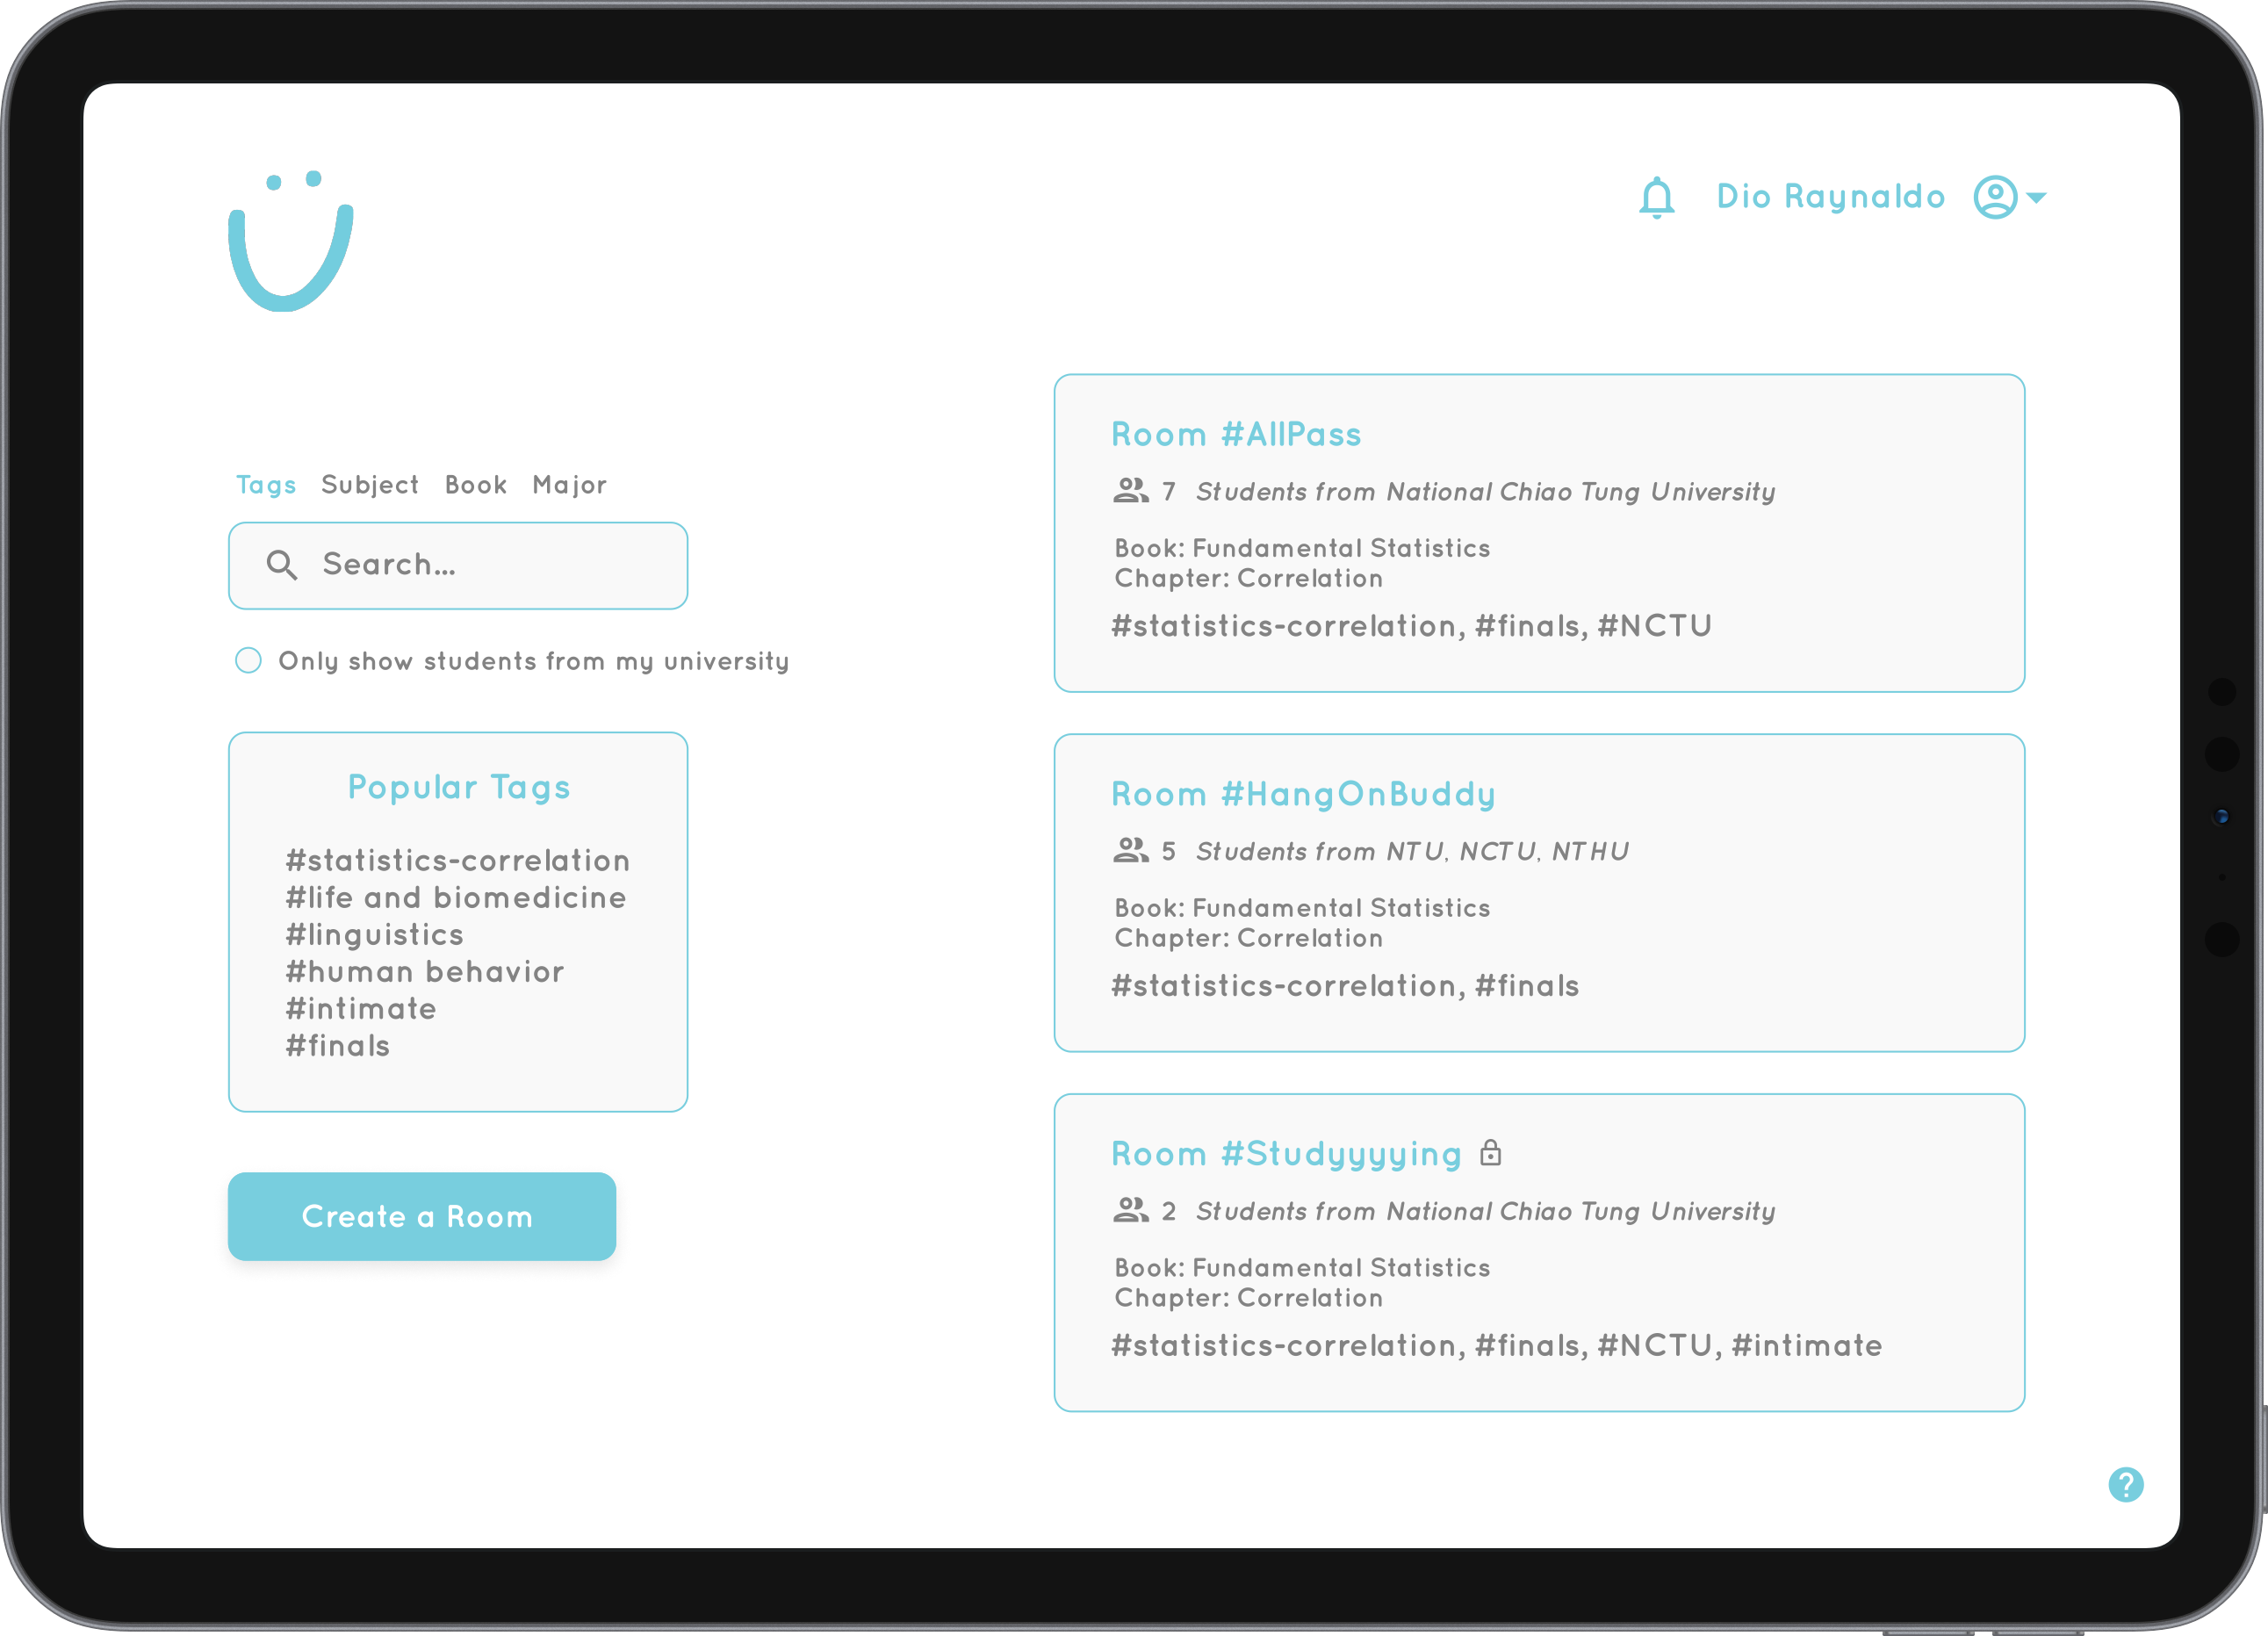 Dio Raynaldo
Tags Subject Book Major
Search...
Only show students from my university
Popular Tags
#statistics-correlation
#life and biomedicine
#linguistics
#human behavior
#intimate
#finals
Create a Room
Room #AllPass
7 Students from National Chiao Tung University
Book: Fundamental Statistics
Chapter: Correlation
#statistics-correlation, #finals, #NCTU
Room #HangOnBuddy
5 Students from NTU, NCTU, NTHU
Book: Fundamental Statistics
Chapter: Correlation
#statistics-correlation, #finals
Room #Studyyyying
2 Students from National Chiao Tung University
Book: Fundamental Statistics
Chapter: Correlation
#statistics-correlation, #finals, #NCTU, #intimate
?